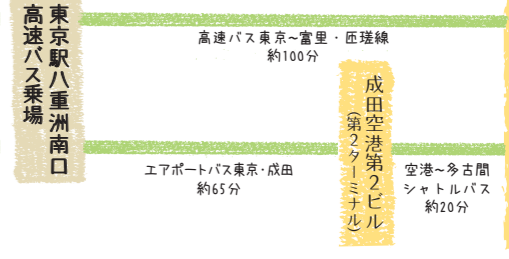 東京駅八重洲南口
高速バス乗場
高速バス東京~富里・匝瑳線
約100分
エアポートバス東京・成田
約65分
成田空港第2ビル
(第2ターミナル)
空港~多古間
シャトルバス
約20分